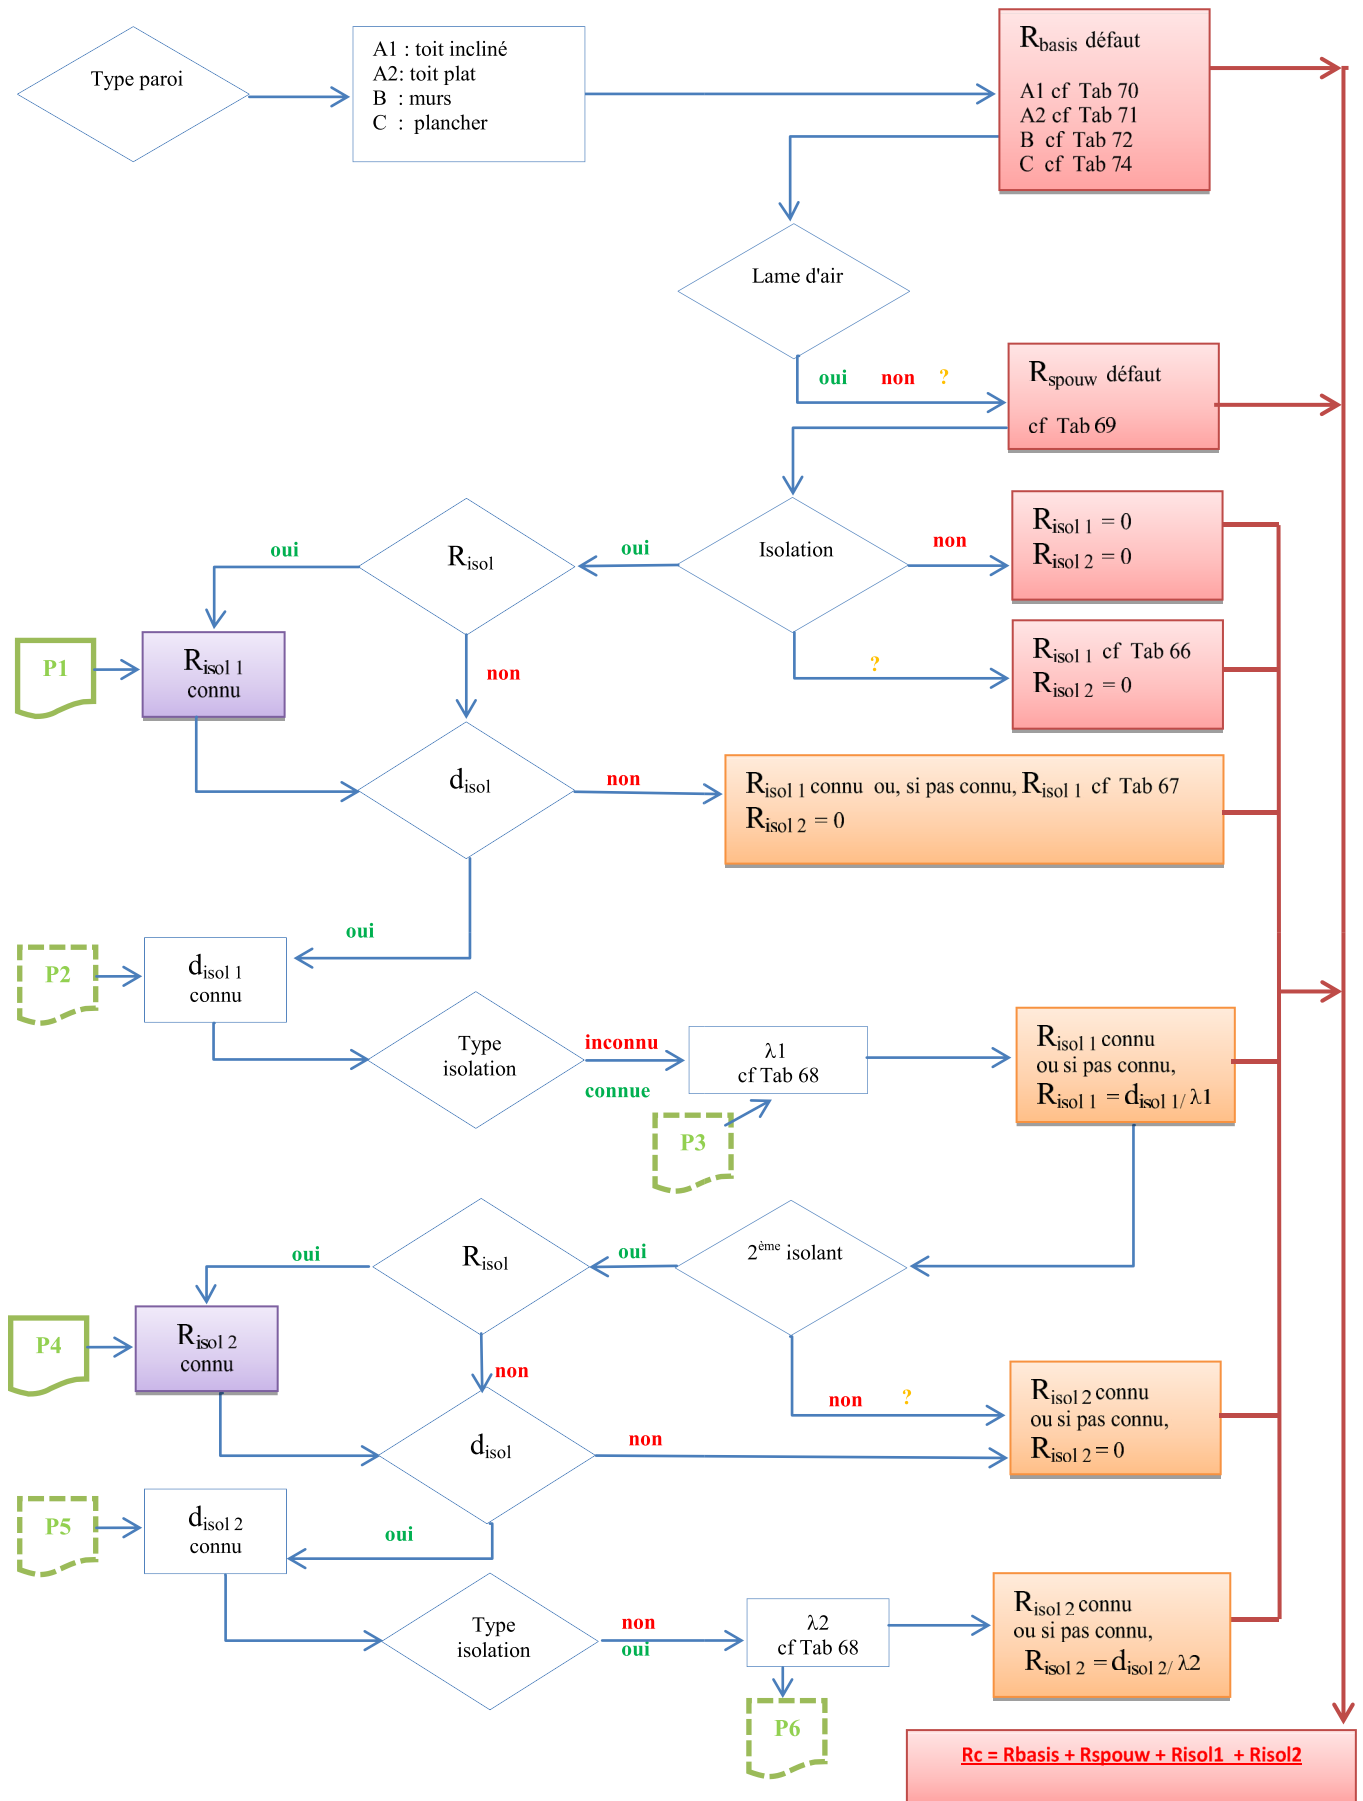 Type paroi
A1 : toit incliné
A2: toit plat
B : murs
C : plancher
Rbasis défaut
A1 cf Tab 70
A2 cf Tab 71
B cf Tab 72
C cf Tab 74
Lame d'air
oui non ?
Rspouw défaut
cf Tab 69
Isolation
oui
non
?
Risol 1 = 0
Risol 2 = 0
Risol 1 cf Tab 66
Risol 2 = 0
Risol
oui
non
P1
Risol 1
connu
disol
non
oui
Risol 1 connu ou, si pas connu, Risol 1 cf Tab 67
Risol 2 = 0
P2
disol 1
connu
Type
isolation
inconnu
connue
λ1
cf Tab 68
P3
Risol 1 connu
ou si pas connu,
Risol 1 = disol 1/ λ1
2ème isolant
oui
non ?
Risol
oui
non
P4
Risol 2
connu
disol
non
oui
Risol 2 connu
ou si pas connu,
Risol 2 = 0
P5
disol 2
connu
Type
isolation
non
oui
λ2
cf Tab 68
P6
Risol 2 connu
ou si pas connu,
Risol 2 = disol 2/ λ2
Rc = Rbasis + Rspouw + Risol1 + Risol2